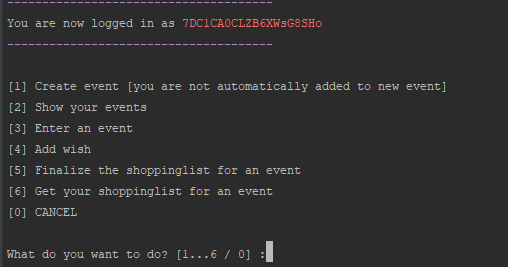 --------------------------------------
You are now logged in as 7DC1CA0CLZB6XWsG8SHo
--------------------------------------
[1] Create event [you are not automatically added to new event]
[2] Show your events
[3] Enter an event
[4] Add wish
[5] Finalize the shoppinglist for an event
[6] Get your shoppinglist for an event
[0] CANCEL
What do you want to do? [1...6 / 0] :